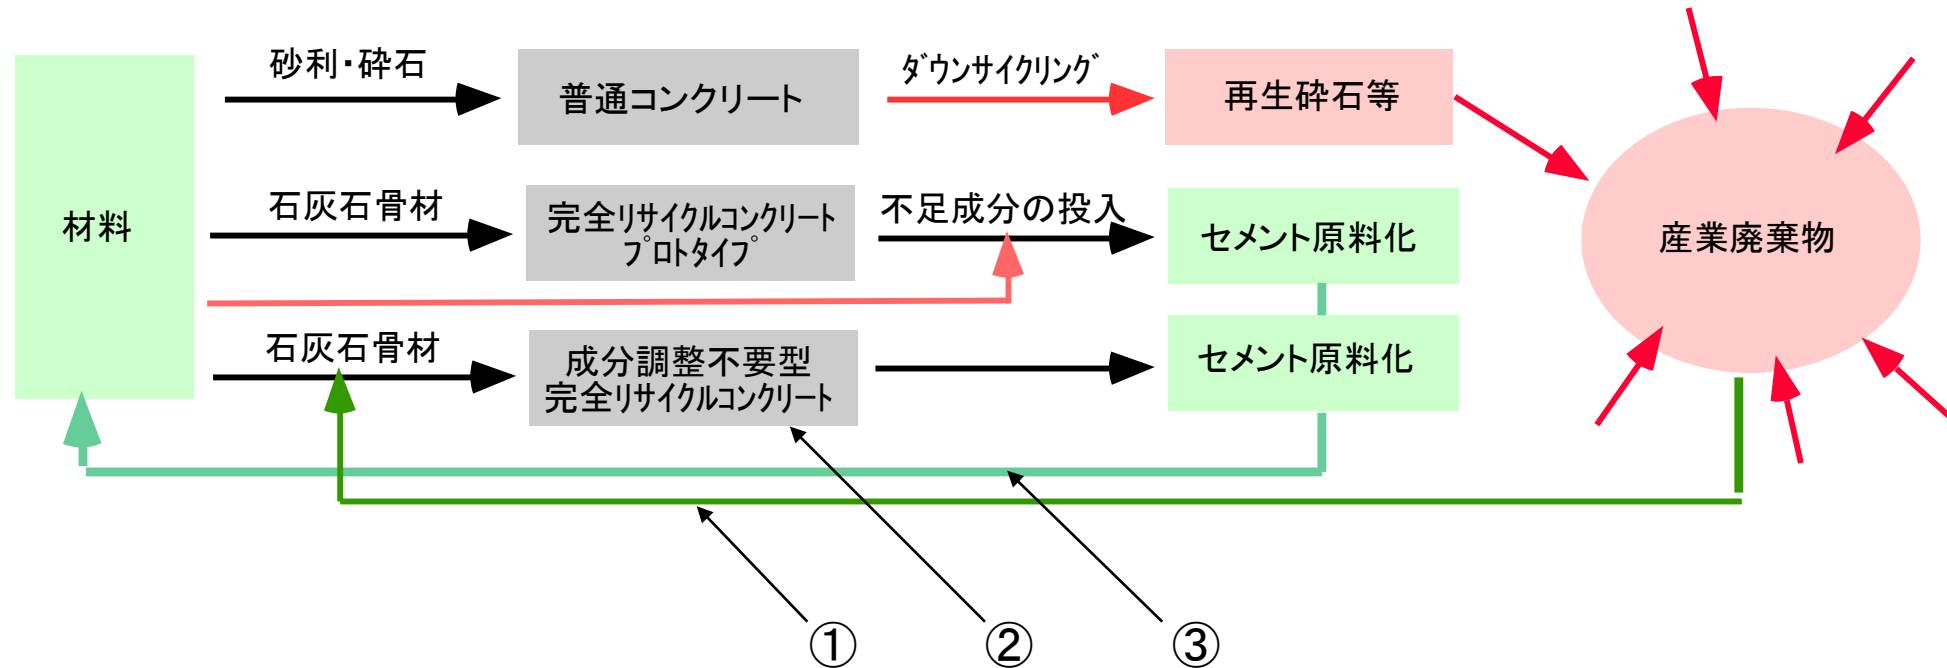 砂利・砕石
ﾀﾞｳﾝｻｲｸﾘﾝｸﾞ
普通コンクリート
再生砕石等
材料
石灰石骨材
完全ﾘｻｲｸﾙｺﾝｸﾘｰﾄ
ﾌﾟﾛﾄﾀｲﾌﾟ
不足成分の投入
セメント原料化
産業廃棄物
石灰石骨材
成分調整不要型
完全ﾘｻｲｸﾙｺﾝｸﾘｰﾄ
セメント原料化
①
②
③